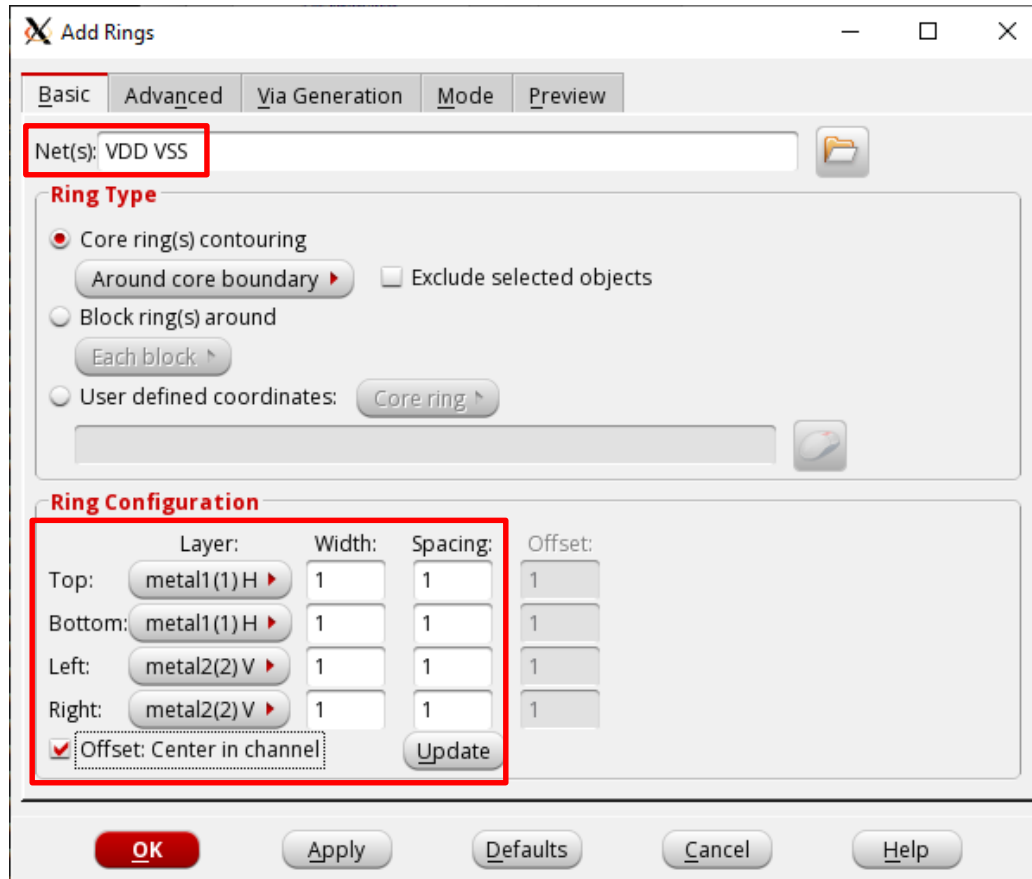 Add Rings
Basic Advanced Via Generation Mode Preview
Net(s): VDD VSS
Ring Type
Core ring(s) contouring
Around core boundary Exclude selected objects
Block ring(s) around
Each block
User defined coordinates: Core ring
Ring Configuration
Layer: Width: Spacing: Offset:
Top: metal1(1) H 1 1 1
Bottom: metal1(1) H 1 1 1
Left: metal2(2) V 1 1 1
Right: metal2(2) V 1 1 1
Offset: Center in channel Update
OK Apply Defaults Cancel Help